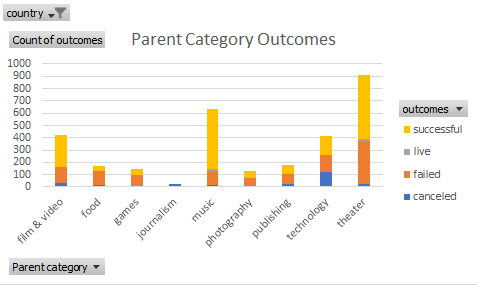 country
Count of outcomes
Parent Category Outcomes
1000
900
800
700
600
500
400
300
200
100
0
film & video
food
games
journalism
music
photography
publishing
technology
theater
outcomes
successful
live
failed
canceled
Parent category